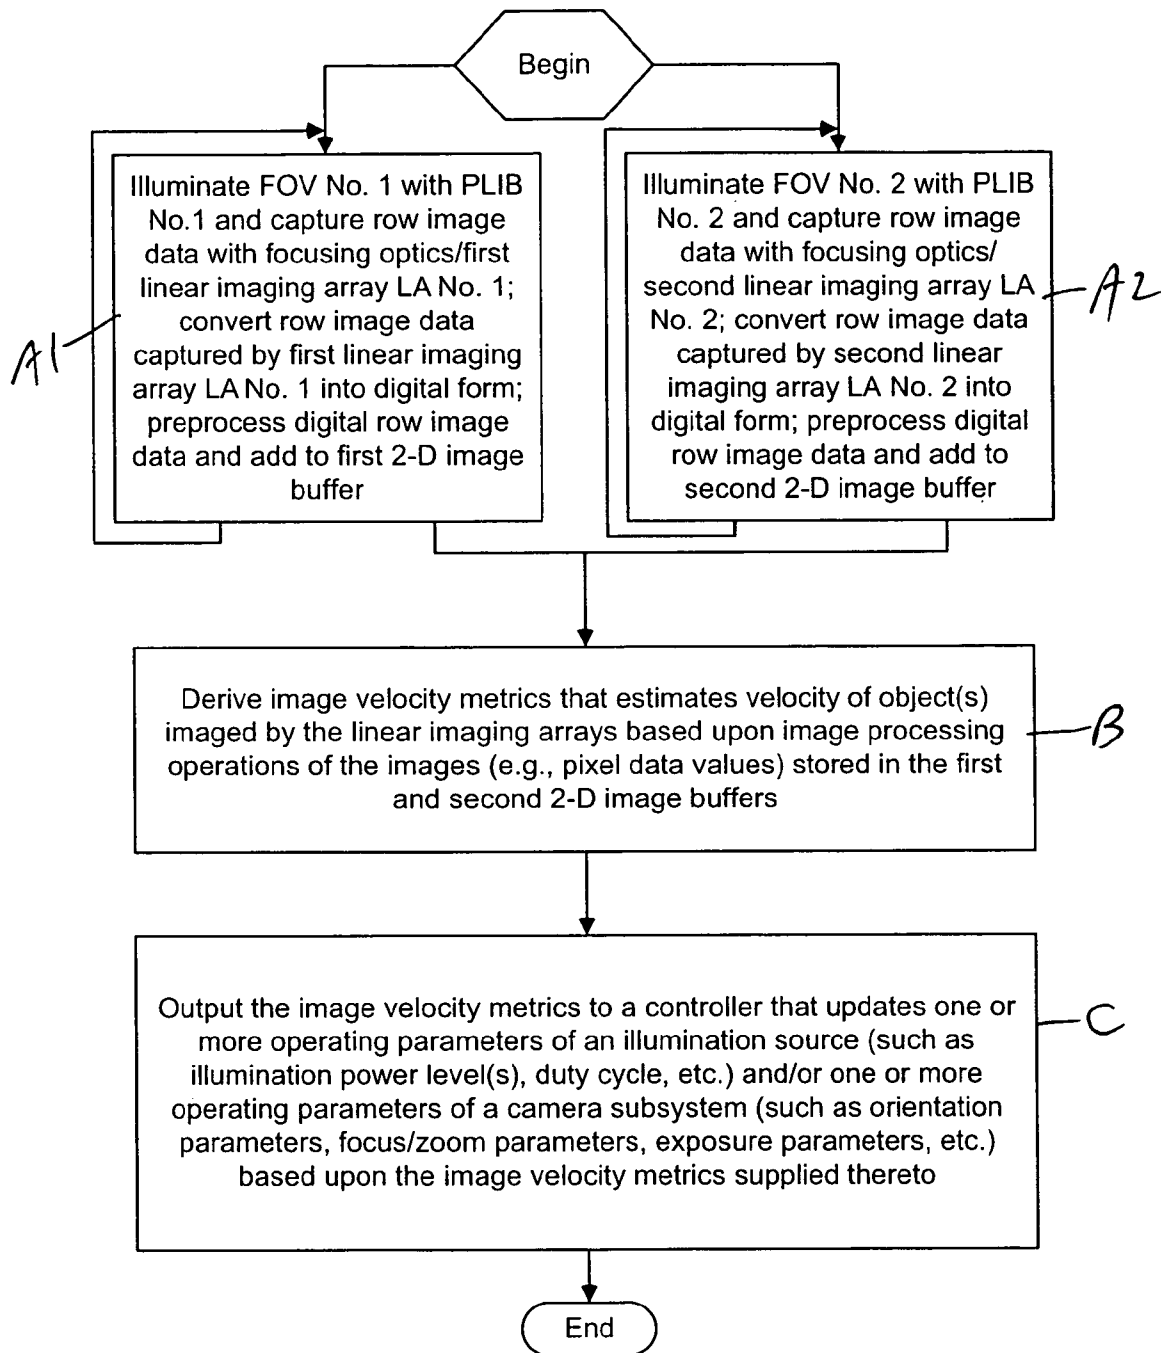 Begin
Illuminate FOV No. 1 with PLIB
No.1 and capture row image
data with focusing optics/first
linear imaging array LA No. 1;
convert row image data
captured by first linear imaging
array LA No. 1 into digital form;
preprocess digital row image
data and add to first 2-D image
buffer
A1
Illuminate FOV No. 2 with PLIB
No. 2 and capture row image
data with focusing optics/
second linear imaging array LA
No. 2; convert row image data
captured by second linear
imaging array LA No. 2 into
digital form; preprocess digital
row image data and add to
second 2-D image buffer
A2
Derive image velocity metrics that estimates velocity of object(s)
imaged by the linear imaging arrays based upon image processing
operations of the images (e.g., pixel data values) stored in the first
and second 2-D image buffers
B
Output the image velocity metrics to a controller that updates one or
more operating parameters of an illumination source (such as
illumination power level(s), duty cycle, etc.) and/or one or more
operating parameters of a camera subsystem (such as orientation
parameters, focus/zoom parameters, exposure parameters, etc.)
based upon the image velocity metrics supplied thereto
C
End